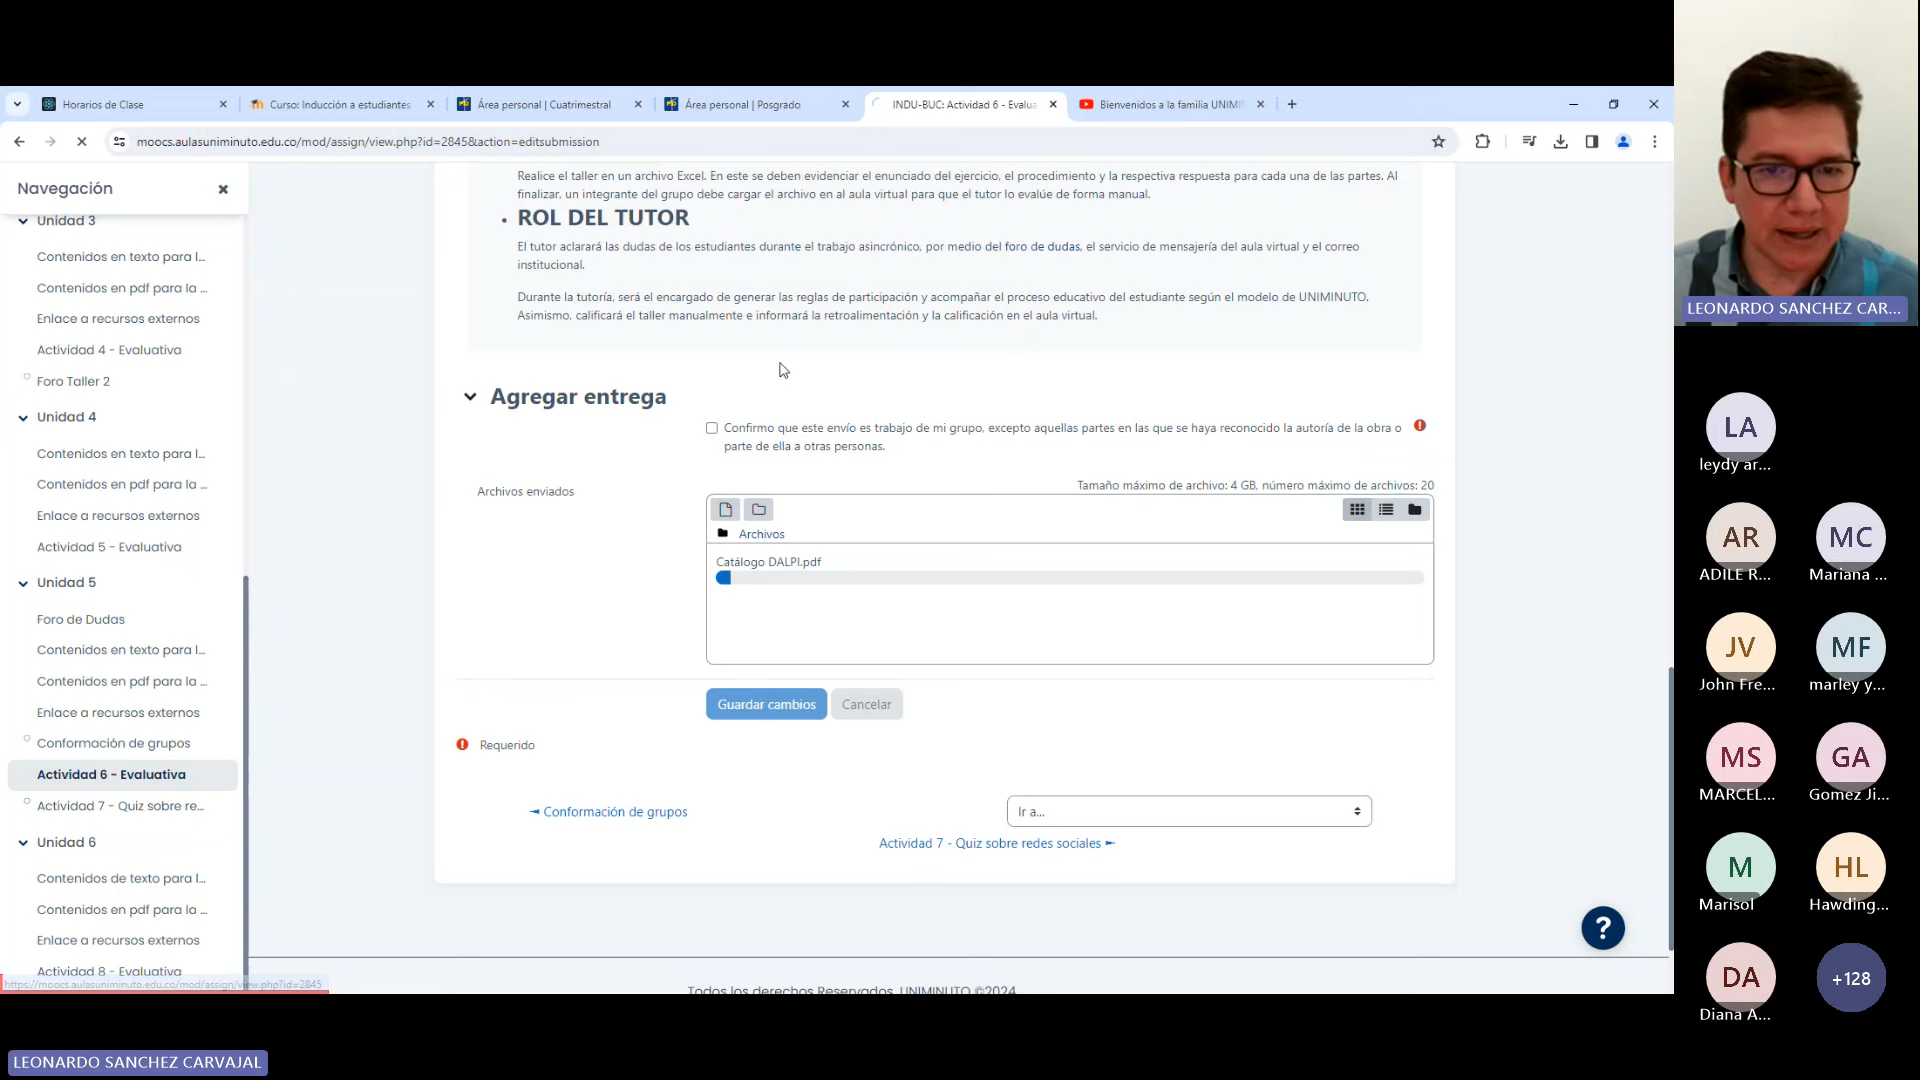 Horarios de Clase
Curso: Inducción a estudiantes
Área personal | Cuatrimestral
Área personal | Posgrado
INDU-BUC: Actividad 6 - Evalua
Bienvenidos a la familia UNIMI
moocs.aulasuniminuto.edu.co/mod/assign/view.php?id=2845&action=editsubmission
Navegación
Unidad 3
Contenidos en texto para l...
Contenidos en pdf para la ...
Enlace a recursos externos
Actividad 4 - Evaluativa
Foro Taller 2
Unidad 4
Contenidos en texto para l...
Contenidos en pdf para la ...
Enlace a recursos externos
Actividad 5 - Evaluativa
Unidad 5
Foro de Dudas
Contenidos en texto para l...
Contenidos en pdf para la ...
Enlace a recursos externos
Conformación de grupos
Actividad 6 - Evaluativa
Actividad 7 - Quiz sobre re...
Unidad 6
Contenidos de texto para l...
Contenidos en pdf para la ...
Enlace a recursos externos
Actividad 8 - Evaluativa
https://moocs.aulasuniminuto.edu.co/mod/assign/view.php?id=2845
Realice el taller en un archivo Excel. En este se deben evidenciar el enunciado del ejercicio, el procedimiento y la respectiva respuesta para cada una de las partes. Al
finalizar, un integrante del grupo debe cargar el archivo en al aula virtual para que el tutor lo evalúe de forma manual.
• ROL DEL TUTOR
El tutor aclarará las dudas de los estudiantes durante el trabajo asincrónico, por medio del foro de dudas, el servicio de mensajería del aula virtual y el correo
institucional.
Durante la tutoría, será el encargado de generar las reglas de participación y acompañar el proceso educativo del estudiante según el modelo de UNIMINUTO.
Asimismo, calificará el taller manualmente e informará la retroalimentación y la calificación en el aula virtual.
Agregar entrega
Confirmo que este envío es trabajo de mi grupo, excepto aquellas partes en las que se haya reconocido la autoría de la obra o
parte de ella a otras personas.
Archivos enviados
Tamaño máximo de archivo: 4 GB, número máximo de archivos: 20
Archivos
Catálogo DALPI.pdf
Guardar cambios
Cancelar
Requerido
◄ Conformación de grupos
Ir a...
Actividad 7 - Quiz sobre redes sociales ►
?
Todos los derechos Reservados. UNIMINUTO ©2024
LEONARDO SANCHEZ CAR...
LA
leydy ar...
AR
ADILE R...
MC
Mariana ...
JV
John Fre...
MF
marley y...
MS
MARCEL...
GA
Gomez Ji...
M
Marisol
HL
Hawding...
DA
Diana A...
+128
LEONARDO SANCHEZ CARVAJAL